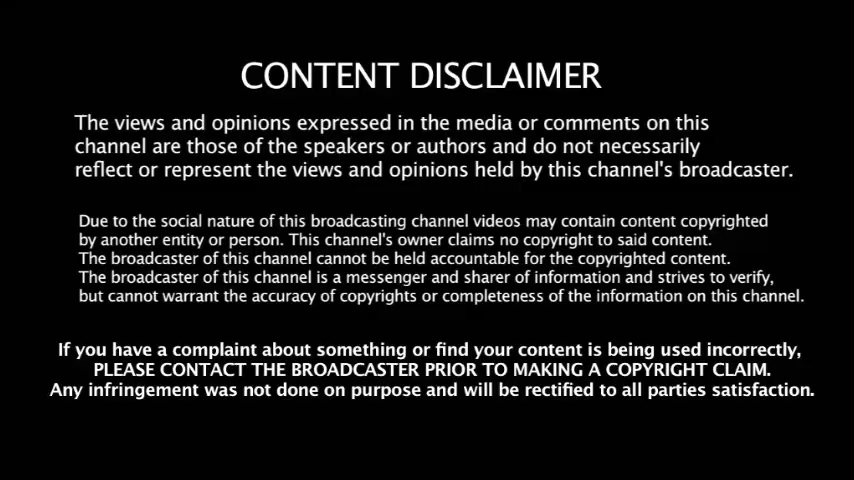 CONTENT DISCLAIMER
The views and opinions expressed in the media or comments on this
channel are those of the speakers or authors and do not necessarily
reflect or represent the views and opinions held by this channel's broadcaster.
Due to the social nature of this broadcasting channel videos may contain content copyrighted
by another entity or person. This channel's owner claims no copyright to said content.
The broadcaster of this channel cannot be held accountable for the copyrighted content.
The broadcaster of this channel is a messenger and sharer of information and strives to verify,
but cannot warrant the accuracy of copyrights or completeness of the information on this channel.
If you have a complaint about something or find your content is being used incorrectly,
PLEASE CONTACT THE BROADCASTER PRIOR TO MAKING A COPYRIGHT CLAIM.
Any infringement was not done on purpose and will be rectified to all parties satisfaction.